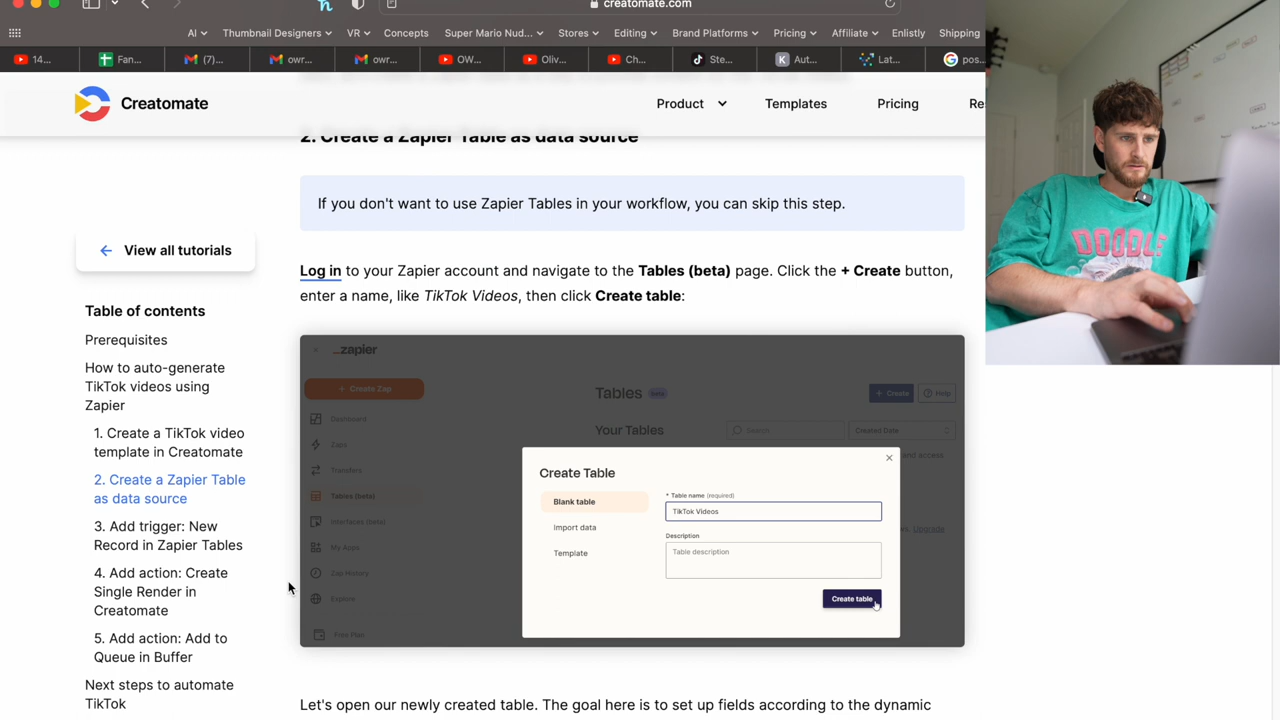 creatomate.com
AI
Thumbnail Designers
VR
Concepts
Super Mario Nud...
Stores
Editing
Brand Platforms
Pricing
Affiliate
Enlistly
Shipping
14...
Fan...
(7)...
owr...
owr...
OW...
Oliv...
Ch...
Ste...
Aut...
Lat...
pos...
Creatomate
Product
Templates
Pricing
Re
2. Create a Zapier Table as data source
If you don't want to use Zapier Tables in your workflow, you can skip this step.
View all tutorials
Log in to your Zapier account and navigate to the Tables (beta) page. Click the + Create button,
enter a name, like TikTok Videos, then click Create table:
Table of contents
Prerequisites
How to auto-generate
TikTok videos using
Zapier
1. Create a TikTok video
template in Creatomate
2. Create a Zapier Table
as data source
3. Add trigger: New
Record in Zapier Tables
4. Add action: Create
Single Render in
Creatomate
5. Add action: Add to
Queue in Buffer
Next steps to automate
TikTok
zapier
+ Create Zap
Dashboard
Zaps
Transfers
Tables (beta)
Interfaces (beta)
My Apps
Zap History
Explore
Free Plan
Tables beta
+ Create
Help
Your Tables
Search
Created Date
and access
Upgrade
Create Table
Blank table
Import data
Template
* Table name (required)
TikTok Videos
Description
Table description
Create table
Let's open our newly created table. The goal here is to set up fields according to the dynamic
DOODLE